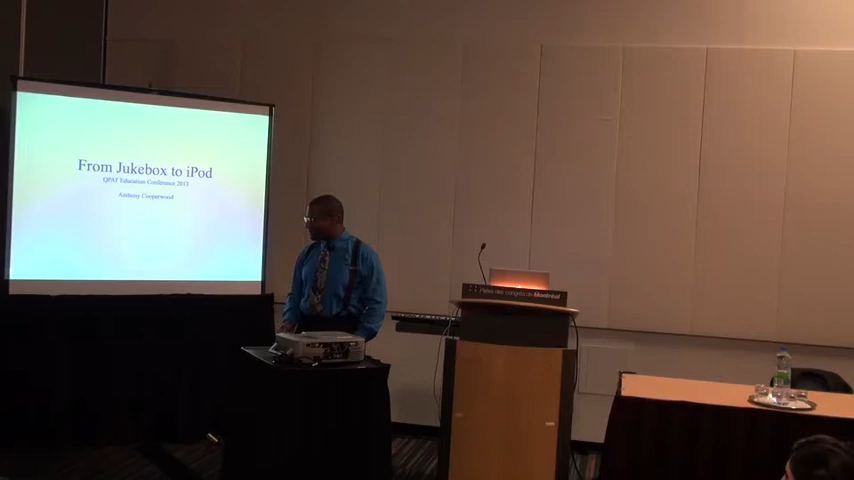 From Jukebox to iPod
QPAT Education Conference 2013
Anthony Cooperwood
Palais des congrès de Montréal